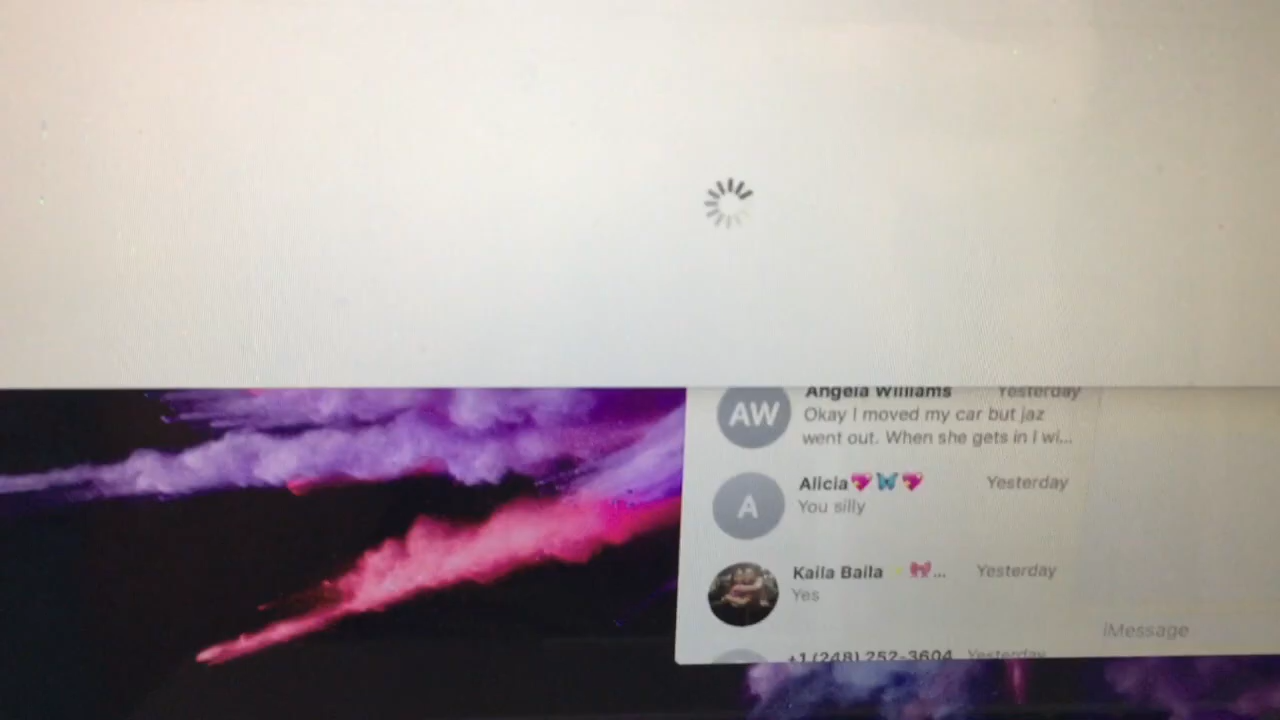 Angela Williams Yesterday
AW
Okay I moved my car but jaz
went out. When she gets in I wi...
Alicia💖🦋💖 Yesterday
A
You silly
Kaila Baila ✨🎀... Yesterday
Yes
iMessage
+1 (248) 252-3604 Yesterday